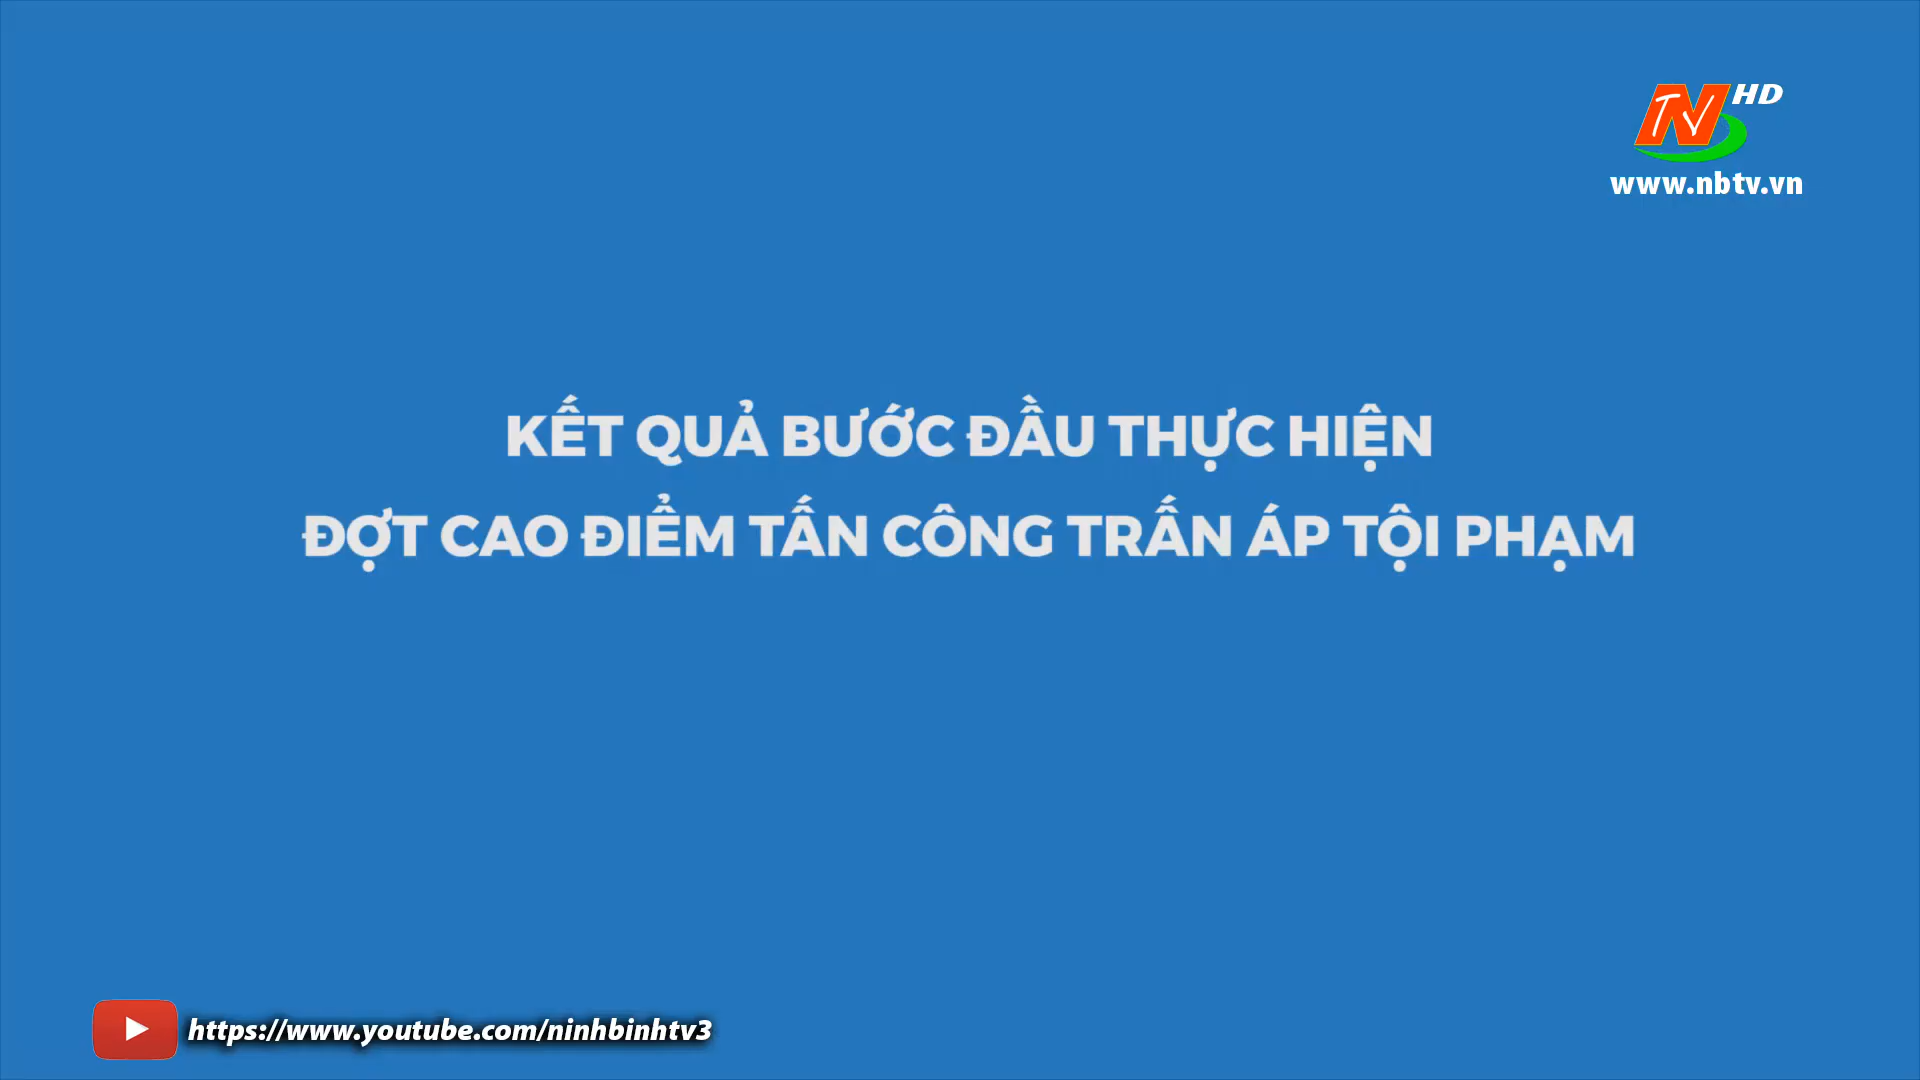 TV N HD
www.nbtv.vn
KẾT QUẢ BƯỚC ĐẦU THỰC HIỆN
ĐỢT CAO ĐIỂM TẤN CÔNG TRẤN ÁP TỘI PHẠM
https://www.youtube.com/ninhbinhtv3